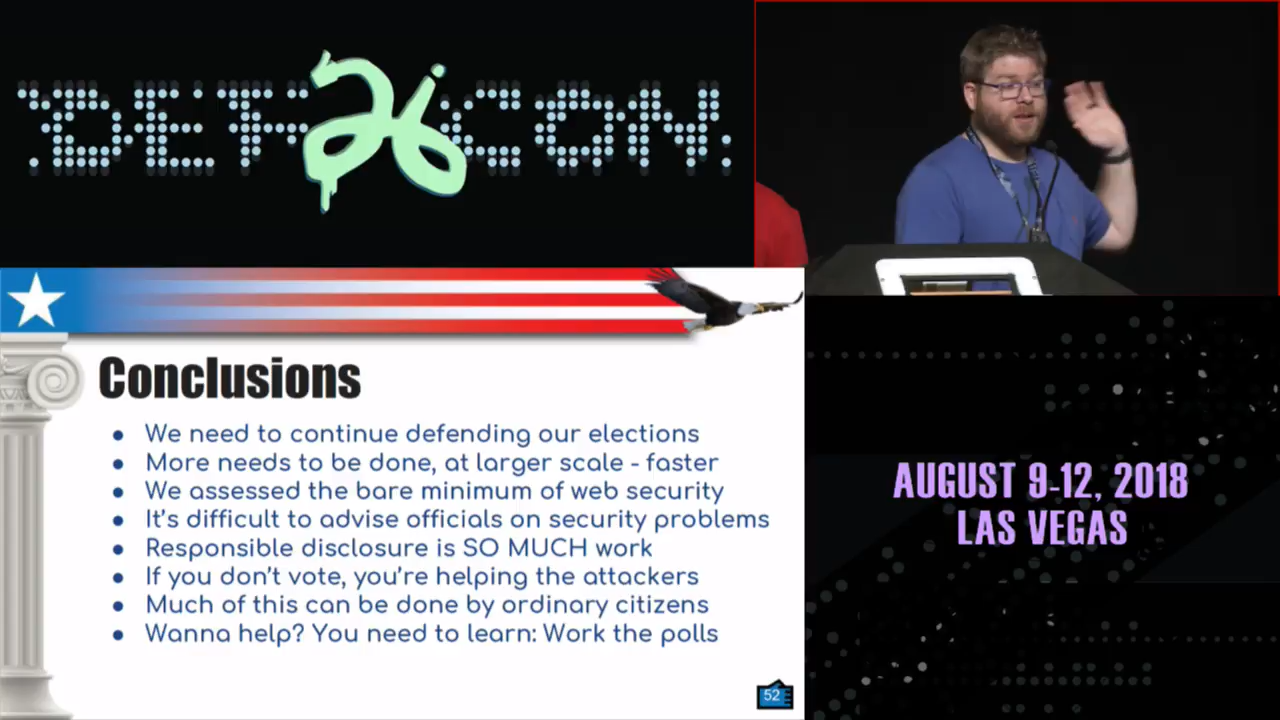 DEF 26 CON
Conclusions
We need to continue defending our elections
More needs to be done, at larger scale - faster
We assessed the bare minimum of web security
It's difficult to advise officials on security problems
Responsible disclosure is SO MUCH work
If you don't vote, you're helping the attackers
Much of this can be done by ordinary citizens
Wanna help? You need to learn: Work the polls
52
AUGUST 9-12, 2018
LAS VEGAS